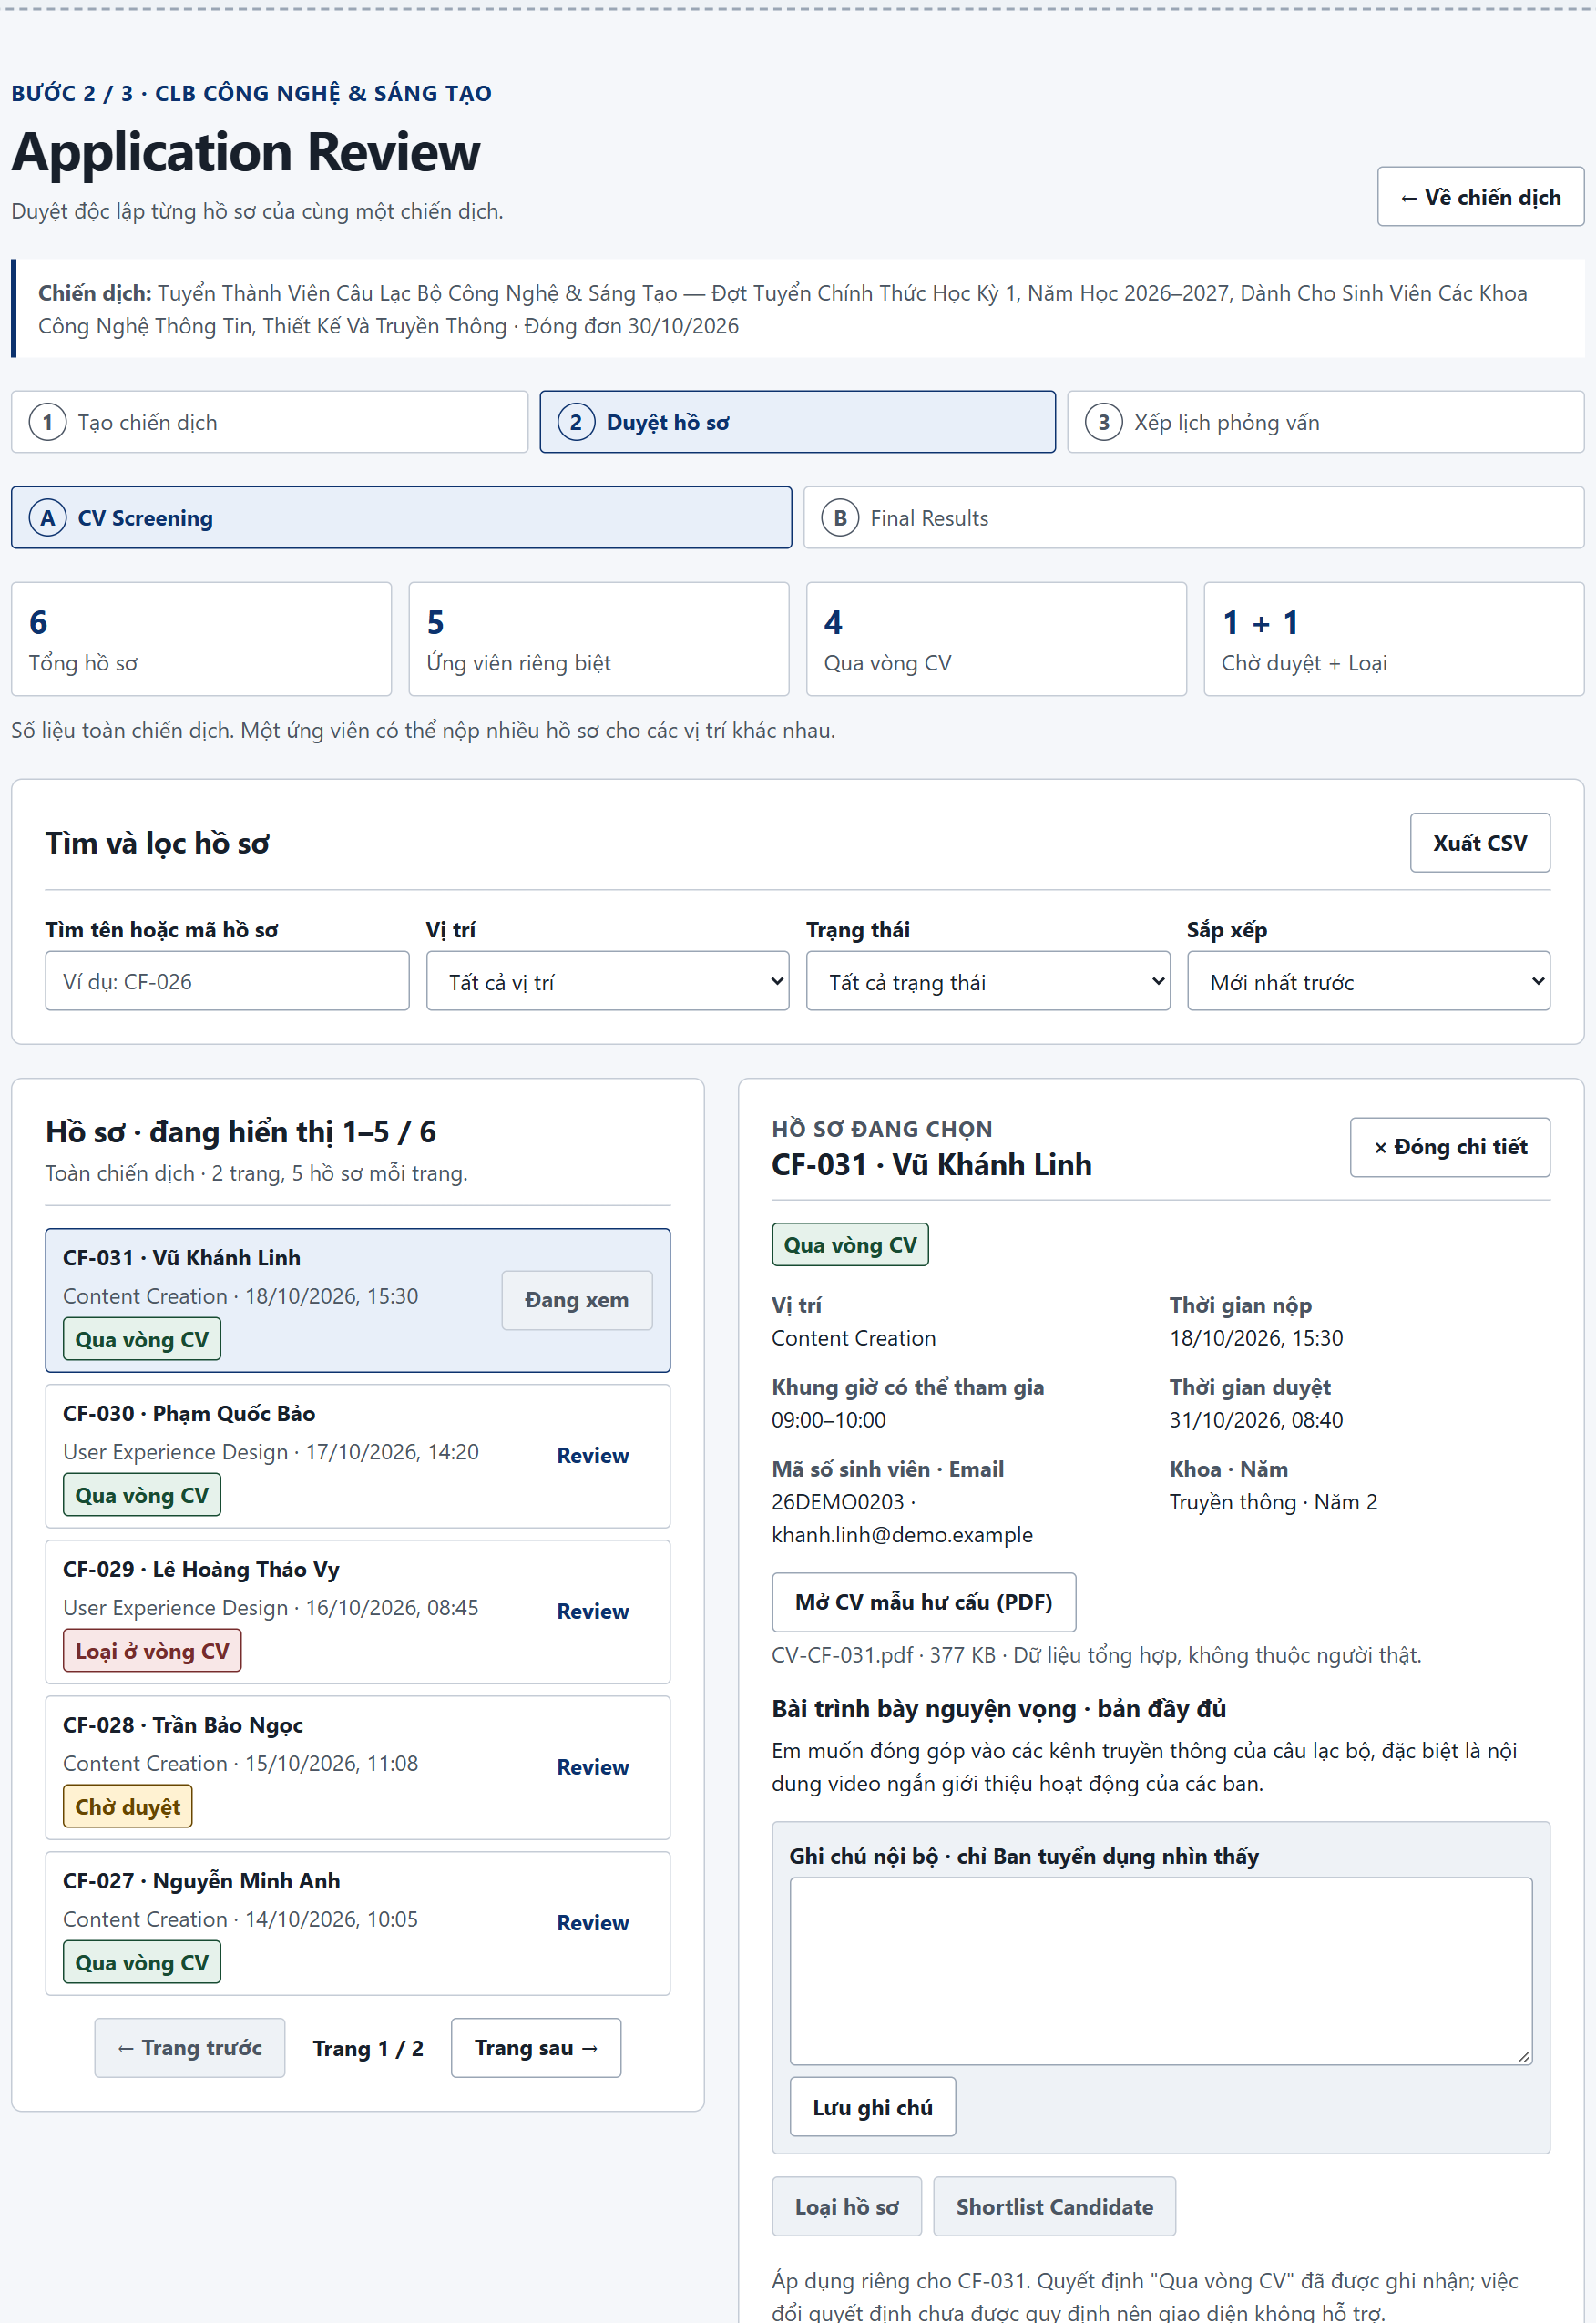 BƯỚC 2 / 3 · CLB CÔNG NGHỆ & SÁNG TẠO
Application Review
Duyệt độc lập từng hồ sơ của cùng một chiến dịch.
← Về chiến dịch
Chiến dịch: Tuyển Thành Viên Câu Lạc Bộ Công Nghệ & Sáng Tạo — Đợt Tuyển Chính Thức Học Kỳ 1, Năm Học 2026–2027, Dành Cho Sinh Viên Các Khoa
Công Nghệ Thông Tin, Thiết Kế Và Truyền Thông · Đóng đơn 30/10/2026
1 Tạo chiến dịch
2 Duyệt hồ sơ
3 Xếp lịch phỏng vấn
A CV Screening
B Final Results
6
Tổng hồ sơ
5
Ứng viên riêng biệt
4
Qua vòng CV
1 + 1
Chờ duyệt + Loại
Số liệu toàn chiến dịch. Một ứng viên có thể nộp nhiều hồ sơ cho các vị trí khác nhau.
Tìm và lọc hồ sơ
Xuất CSV
Tìm tên hoặc mã hồ sơ
Ví dụ: CF-026
Vị trí
Tất cả vị trí
Trạng thái
Tất cả trạng thái
Sắp xếp
Mới nhất trước
Hồ sơ · đang hiển thị 1–5 / 6
Toàn chiến dịch · 2 trang, 5 hồ sơ mỗi trang.
CF-031 · Vũ Khánh Linh
Content Creation · 18/10/2026, 15:30
Qua vòng CV
Đang xem
CF-030 · Phạm Quốc Bảo
User Experience Design · 17/10/2026, 14:20
Qua vòng CV
Review
CF-029 · Lê Hoàng Thảo Vy
User Experience Design · 16/10/2026, 08:45
Loại ở vòng CV
Review
CF-028 · Trần Bảo Ngọc
Content Creation · 15/10/2026, 11:08
Chờ duyệt
Review
CF-027 · Nguyễn Minh Anh
Content Creation · 14/10/2026, 10:05
Qua vòng CV
Review
← Trang trước
Trang 1 / 2
Trang sau →
HỒ SƠ ĐANG CHỌN
CF-031 · Vũ Khánh Linh
× Đóng chi tiết
Qua vòng CV
Vị trí
Content Creation
Thời gian nộp
18/10/2026, 15:30
Khung giờ có thể tham gia
09:00–10:00
Thời gian duyệt
31/10/2026, 08:40
Mã số sinh viên · Email
26DEMO0203 ·
khanh.linh@demo.example
Khoa · Năm
Truyền thông · Năm 2
Mở CV mẫu hư cấu (PDF)
CV-CF-031.pdf · 377 KB · Dữ liệu tổng hợp, không thuộc người thật.
Bài trình bày nguyện vọng · bản đầy đủ
Em muốn đóng góp vào các kênh truyền thông của câu lạc bộ, đặc biệt là nội
dung video ngắn giới thiệu hoạt động của các ban.
Ghi chú nội bộ · chỉ Ban tuyển dụng nhìn thấy
Lưu ghi chú
Loại hồ sơ
Shortlist Candidate
Áp dụng riêng cho CF-031. Quyết định "Qua vòng CV" đã được ghi nhận; việc
đổi quyết định chưa được quy định nên giao diện không hỗ trợ.